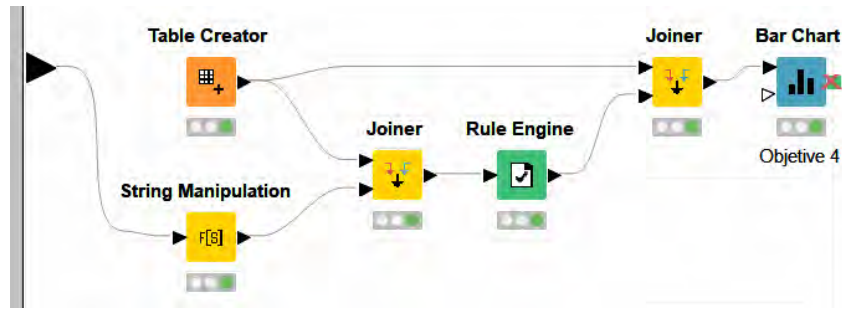 Table Creator
Joiner
Bar Chart
Joiner
Rule Engine
Objetive 4
String Manipulation
F[S]